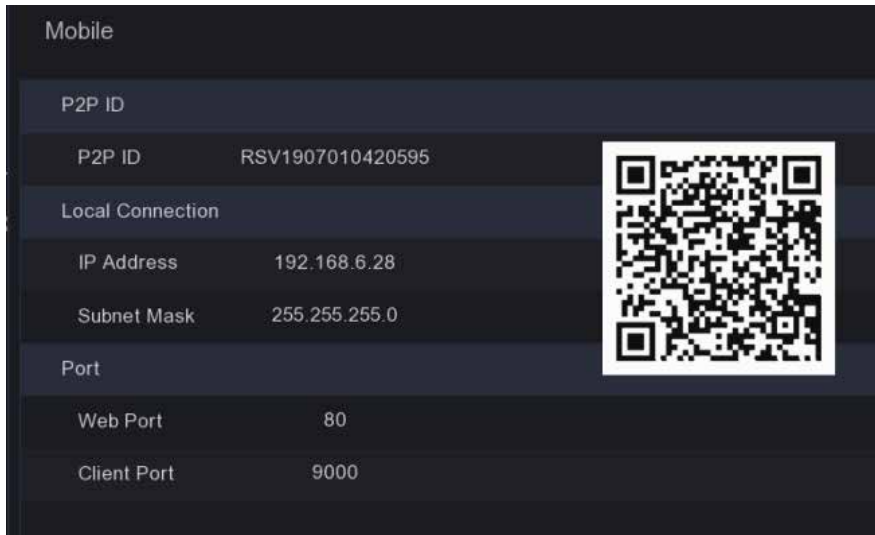 Mobile
P2P ID
P2P ID RSV1907010420595
Local Connection
IP Address 192.168.6.28
Subnet Mask 255.255.255.0
Port
Web Port 80
Client Port 9000